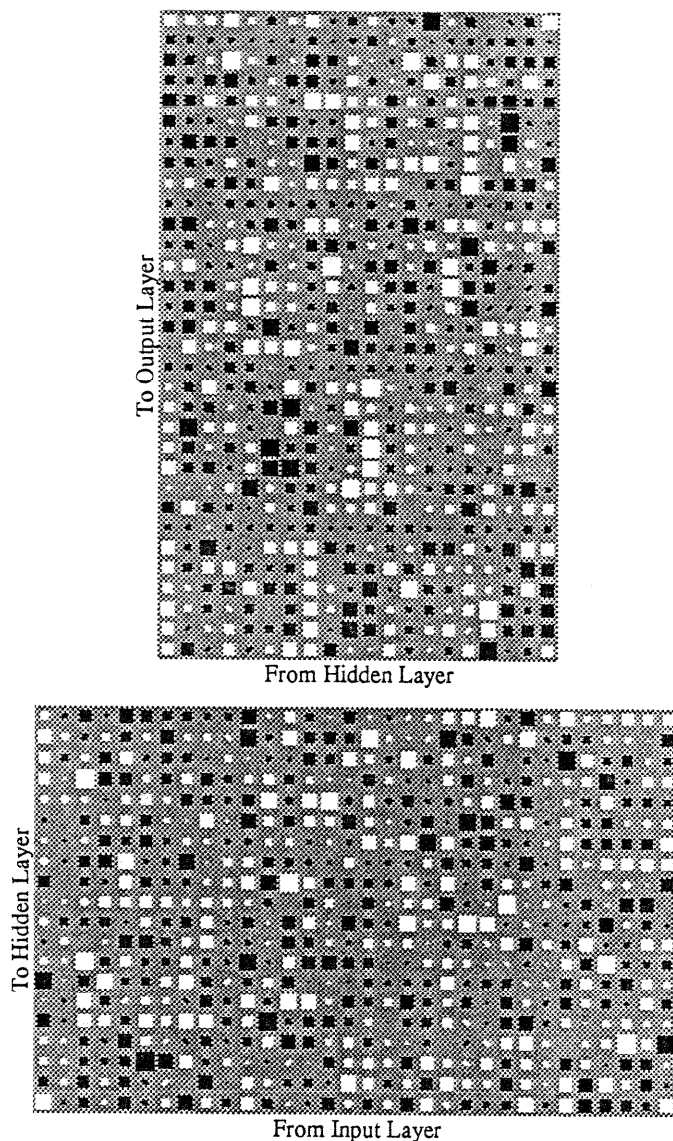 To Output Layer
From Hidden Layer
To Hidden Layer
From Input Layer